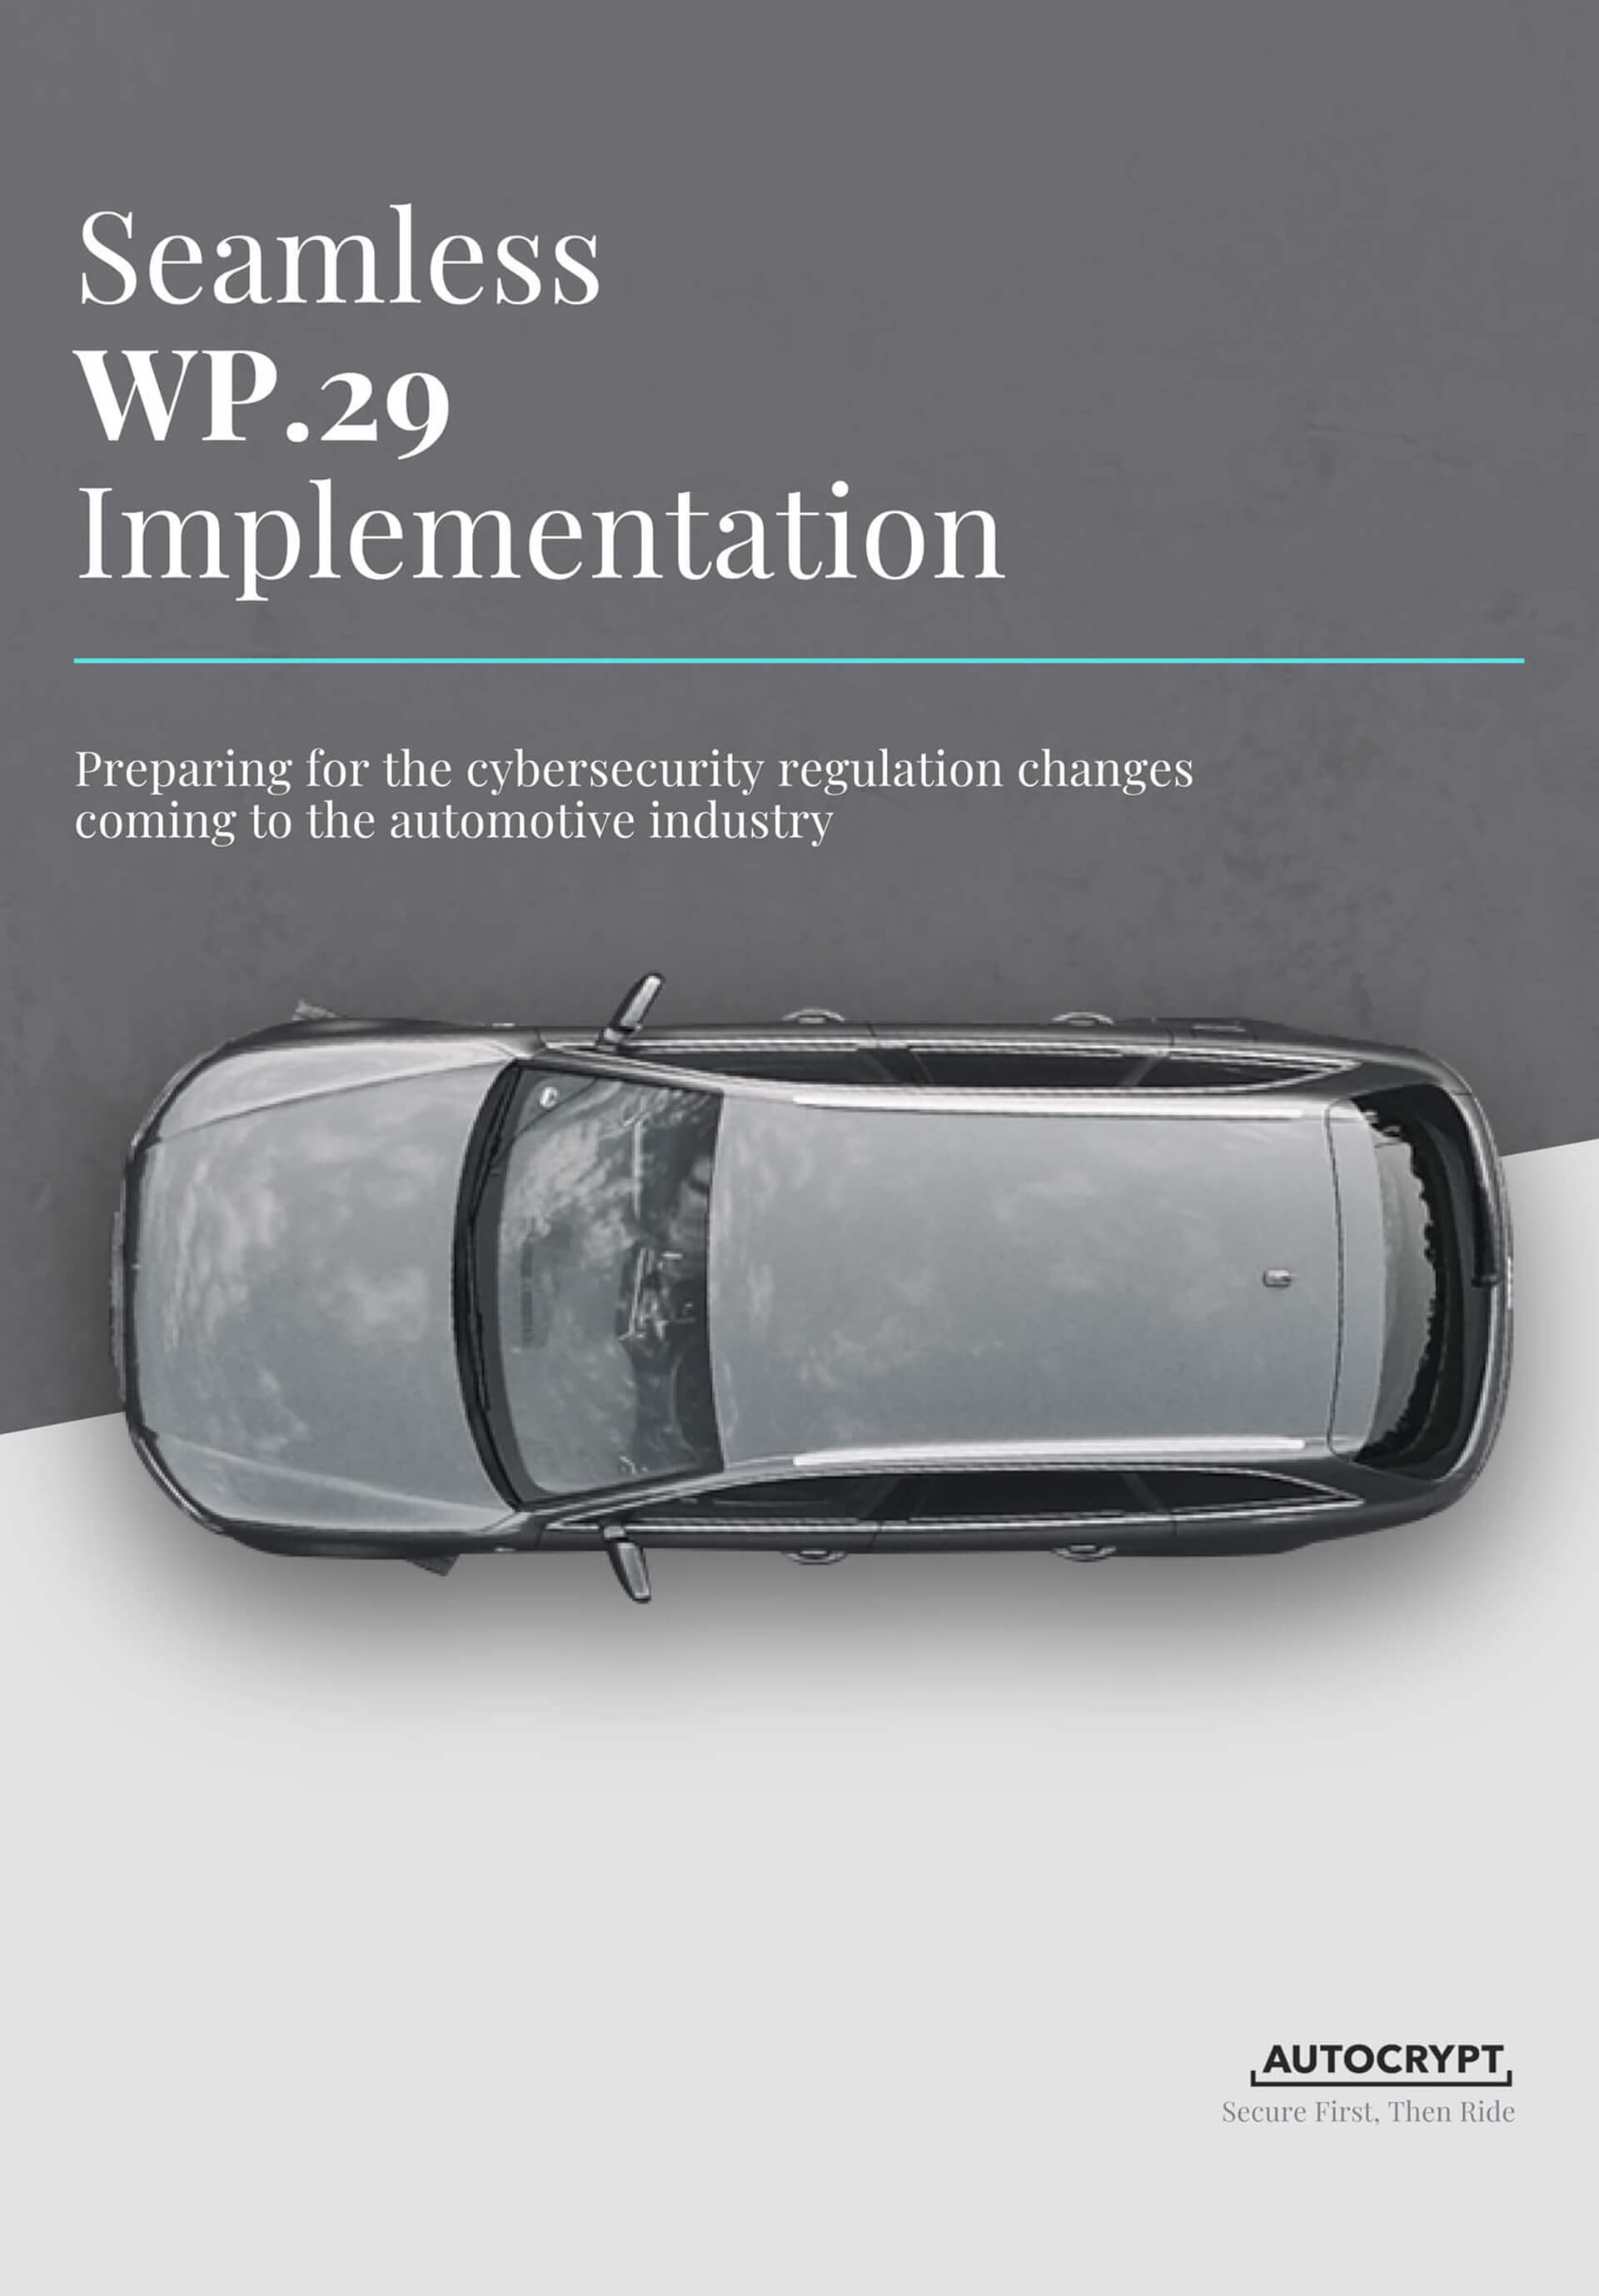 Seamless
WP.29
Implementation
Preparing for the cybersecurity regulation changes
coming to the automotive industry
AUTOCRYPT
Secure First, Then Ride